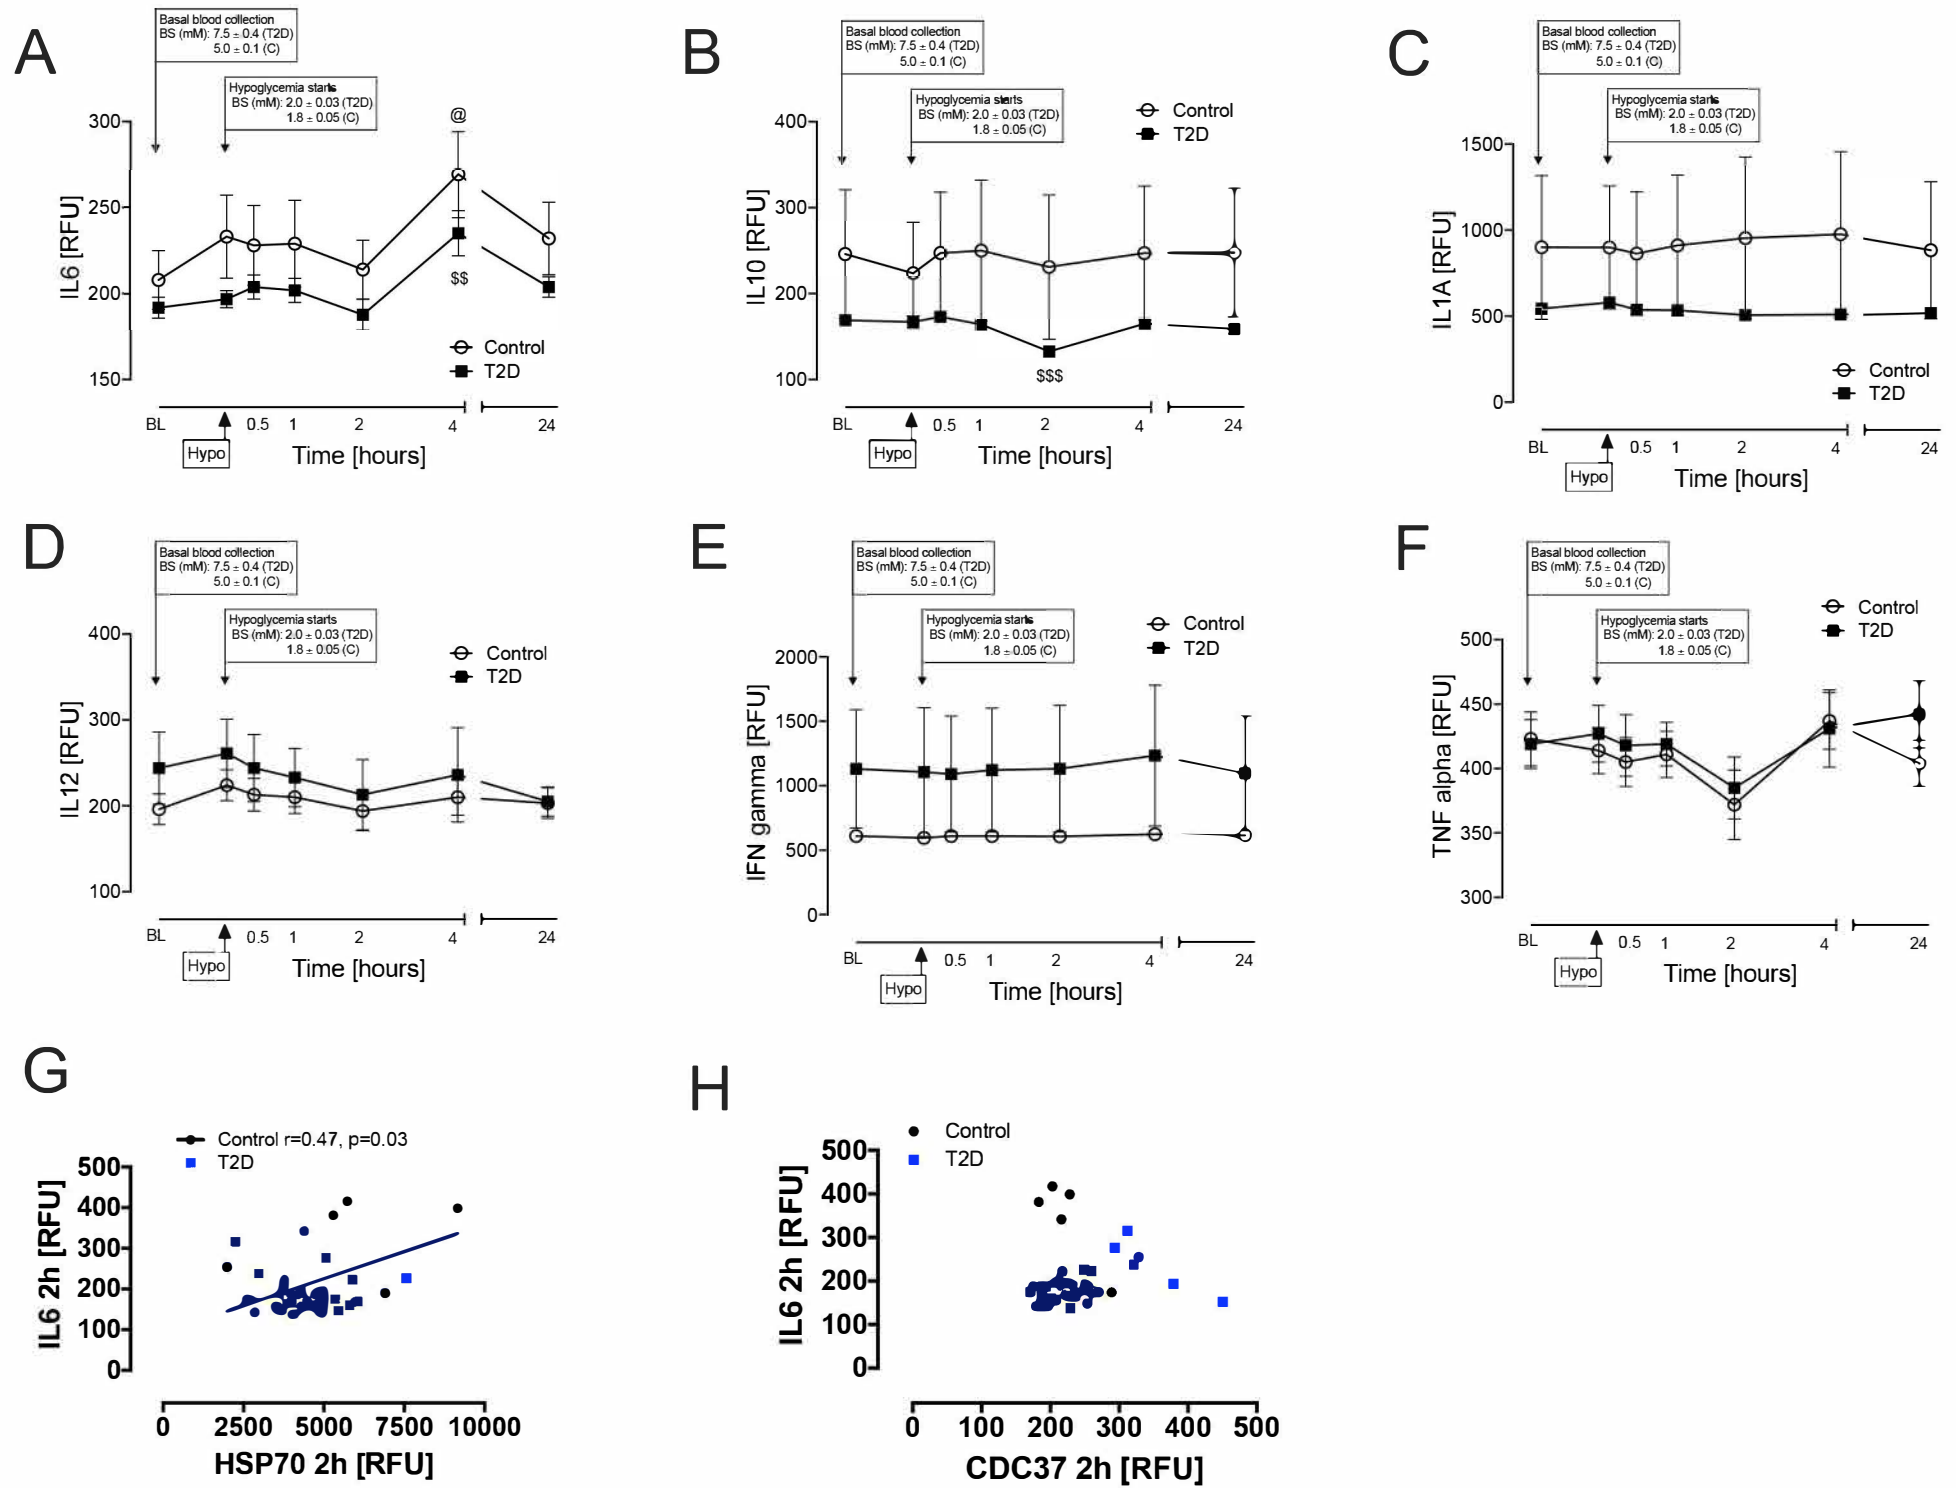 A
Basal blood collection
BS (mM): 7.5 ± 0.4 (T2D)
5.0 ± 0.1 (C)
Hypoglycemia starts
BS (mM): 2.0 ± 0.03 (T2D)
1.8 ± 0.05 (C)
IL6 [RFU]
300
250
200
150
@
$$
Control
T2D
BL
0.5
1
2
4
24
Hypo
Time [hours]
B
Basal blood collection
BS (mM): 7.5 ± 0.4 (T2D)
5.0 ± 0.1 (C)
Hypoglycemia starts
BS (mM): 2.0 ± 0.03 (T2D)
1.8 ± 0.05 (C)
Control
T2D
IL10 [RFU]
400
300
200
100
$$$
BL
0.5
1
2
4
24
Hypo
Time [hours]
C
Basal blood collection
BS (mM): 7.5 ± 0.4 (T2D)
5.0 ± 0.1 (C)
Hypoglycemia starts
BS (mM): 2.0 ± 0.03 (T2D)
1.8 ± 0.05 (C)
IL1A [RFU]
1500
1000
500
0
Control
T2D
BL
0.5
1
2
4
24
Hypo
Time [hours]
D
Basal blood collection
BS (mM): 7.5 ± 0.4 (T2D)
5.0 ± 0.1 (C)
Hypoglycemia starts
BS (mM): 2.0 ± 0.03 (T2D)
1.8 ± 0.05 (C)
Control
T2D
IL12 [RFU]
400
300
200
100
BL
0.5
1
2
4
24
Hypo
Time [hours]
E
Basal blood collection
BS (mM): 7.5 ± 0.4 (T2D)
5.0 ± 0.1 (C)
Hypoglycemia starts
BS (mM): 2.0 ± 0.03 (T2D)
1.8 ± 0.05 (C)
Control
T2D
IFN gamma [RFU]
2000
1500
1000
500
0
BL
0.5
1
2
4
24
Hypo
Time [hours]
F
Basal blood collection
BS (mM): 7.5 ± 0.4 (T2D)
5.0 ± 0.1 (C)
Hypoglycemia starts
BS (mM): 2.0 ± 0.03 (T2D)
1.8 ± 0.05 (C)
Control
T2D
TNF alpha [RFU]
500
450
400
350
300
BL
0.5
1
2
4
24
Hypo
Time [hours]
G
Control r=0.47, p=0.03
T2D
IL6 2h [RFU]
500
400
300
200
100
0
0
2500
5000
7500
10000
HSP70 2h [RFU]
H
Control
T2D
IL6 2h [RFU]
500
400
300
200
100
0
0
100
200
300
400
500
CDC37 2h [RFU]